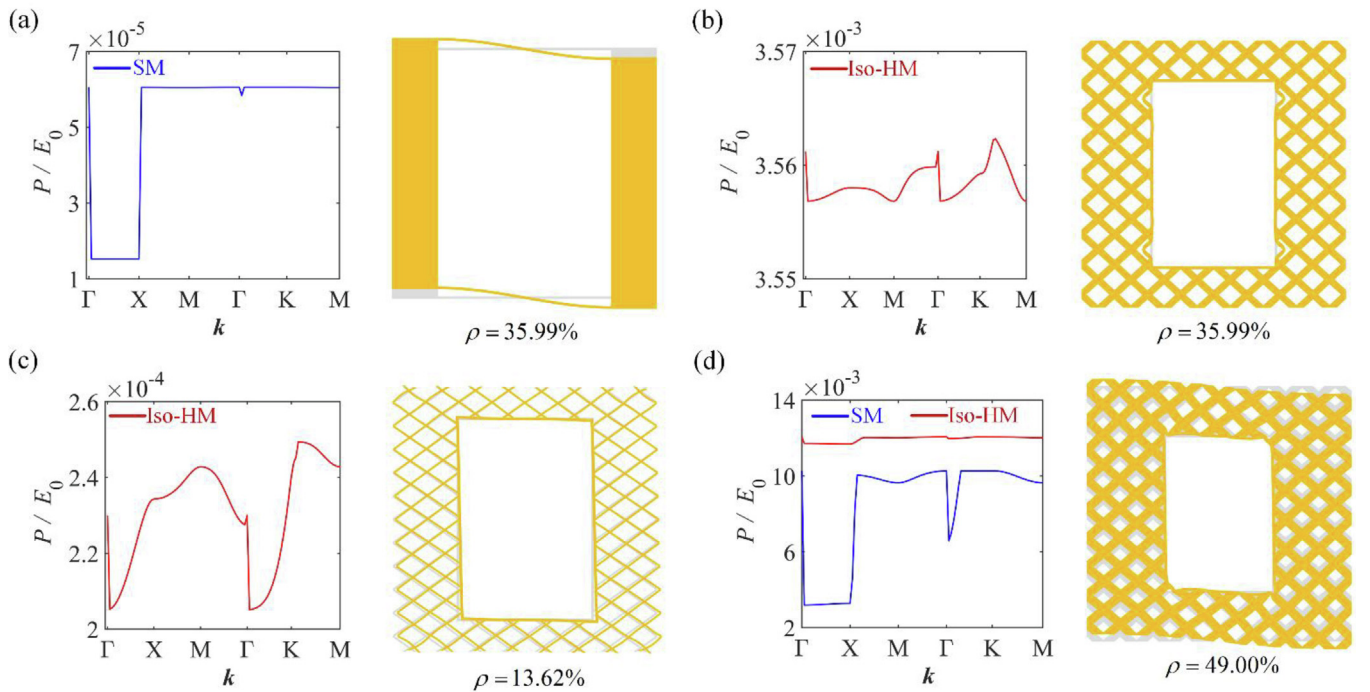 (a)
×10⁻⁵
SM
7
5
3
1
P / E₀
Γ X M Γ K M
k
ρ = 35.99%
(b)
×10⁻³
Iso-HM
3.57
3.56
3.55
P / E₀
Γ X M Γ K M
k
ρ = 35.99%
(c)
×10⁻⁴
Iso-HM
2.6
2.4
2.2
2
P / E₀
Γ X M Γ K M
k
ρ = 13.62%
(d)
×10⁻³
SM Iso-HM
14
10
6
2
P / E₀
Γ X M Γ K M
k
ρ = 49.00%